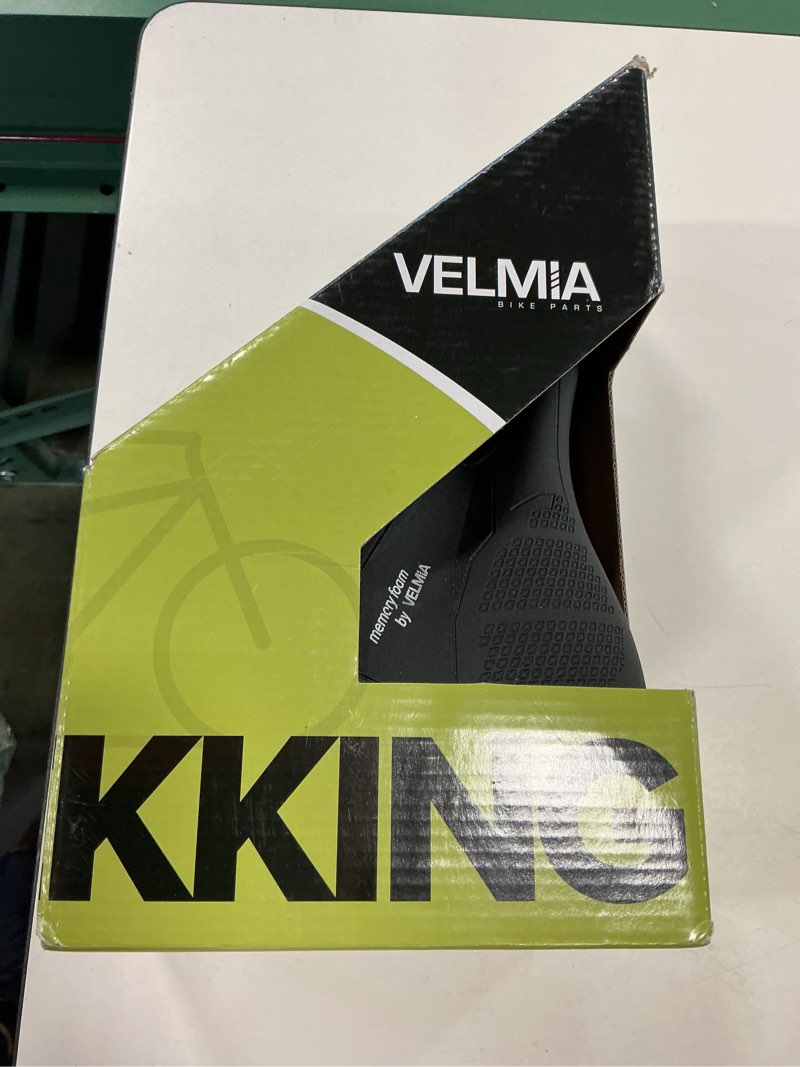 VELMIA
BIKE PARTS
memory foam
by VELMIA
KKING